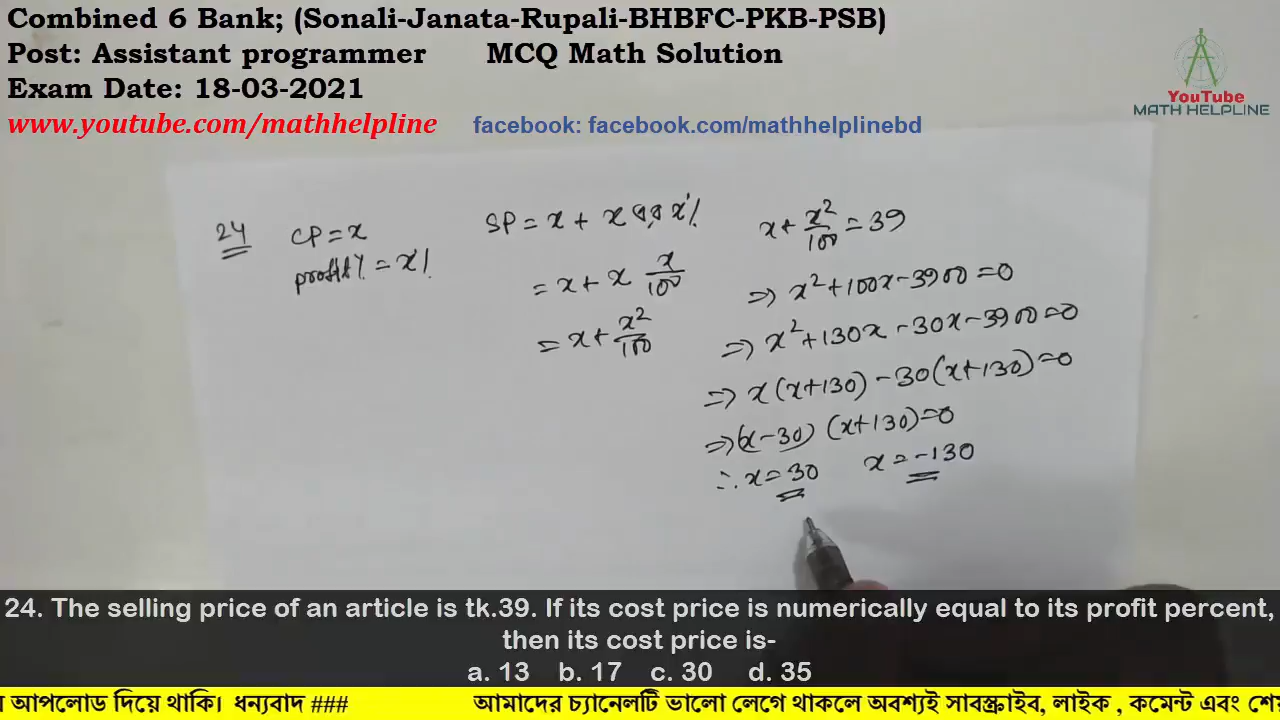 Combined 6 Bank; (Sonali-Janata-Rupali-BHBFC-PKB-PSB)
Post: Assistant programmer MCQ Math Solution
Exam Date: 18-03-2021
www.youtube.com/mathhelpline facebook: facebook.com/mathhelplinebd
YouTube
MATH HELPLINE
24
CP = x
profit% = x%
SP = x + x এর x%
= x + x x/100
= x + x²/100
x + x²/100 = 39
⇒ x² + 100x - 3900 = 0
⇒ x² + 130x - 30x - 3900 = 0
⇒ x(x+130) - 30(x+130) = 0
⇒ (x-30) (x+130) = 0
∴ x = 30 x = -130
24. The selling price of an article is tk.39. If its cost price is numerically equal to its profit percent,
then its cost price is-
a. 13 b. 17 c. 30 d. 35
আপলোড দিয়ে থাকি। ধন্যবাদ ### আমাদের চ্যানেলটি ভালো লেগে থাকলে অবশ্যই সাবস্ক্রাইব, লাইক , কমেন্ট এবং